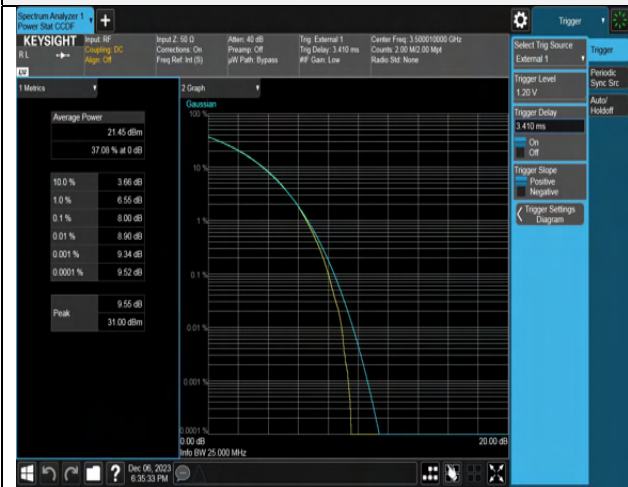 Spectrum Analyzer 1
Power Stat CCDF
KEYSIGHT
RL
Input: RF
Coupling: DC
Align: Off
Input Z: 50 Ω
Corrections: On
Freq Ref: Int (S)
Atten: 40 dB
Preamp: Off
µW Path: Bypass
Trig: External 1
Trig Delay: 3.410 ms
#IF Gain: Low
Center Freq: 3.500010000 GHz
Counts: 2.00 M/2.00 Mpt
Radio Std: None
1 Metrics
Average Power
21.45 dBm
37.08 % at 0 dB
10.0 % 3.66 dB
1.0 % 6.55 dB
0.1 % 8.00 dB
0.01 % 8.90 dB
0.001 % 9.34 dB
0.0001 % 9.52 dB
Peak
9.55 dB
31.00 dBm
2 Graph
Gaussian
100 %
10 %
1 %
0.1 %
0.01 %
0.001 %
0.0001 %
0.00 dB
20.00 dB
Info BW 25.000 MHz
Trigger
Select Trig Source
External 1
Trigger Level
1.20 V
Trigger Delay
3.410 ms
On
Off
Trigger Slope
Positive
Negative
Trigger Settings
Diagram
Trigger
Periodic
Sync Src
Auto/
Holdoff
Dec 06, 2023
6:35:33 PM